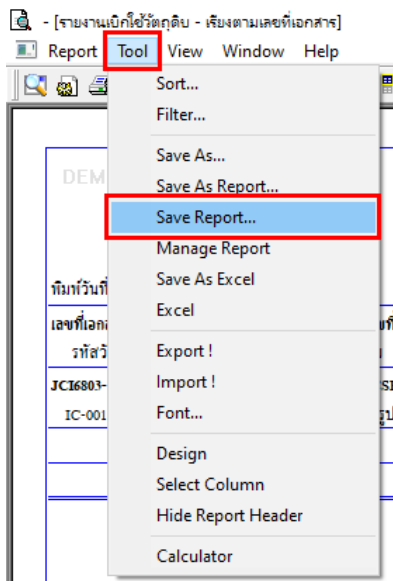 - [รายงานเบิกใช้วัตถุดิบ - เรียงตามเลขที่เอกสาร]
Report Tool View Window Help
Sort...
Filter...
DEM
Save As...
Save As Report...
Save Report...
Manage Report
พิมพ์วันที่
Save As Excel
Excel
เลขที่เอกส
รหัสวั
Export !
JCI6803-
Import !
IC-001
Font...
Design
Select Column
Hide Report Header
Calculator